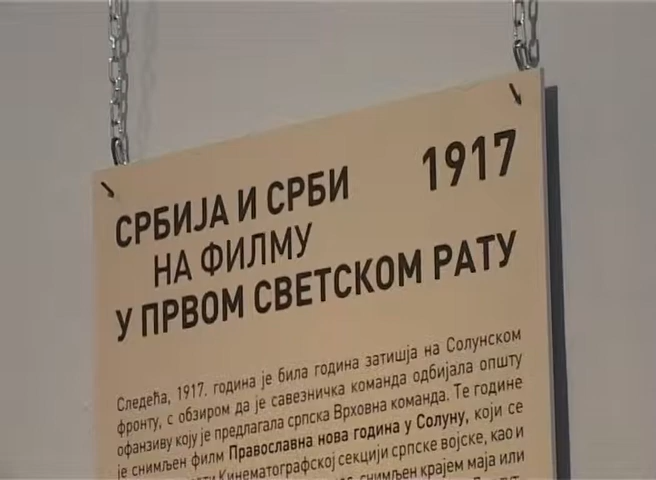 СРБИЈА И СРБИ 1917
НА ФИЛМУ
У ПРВОМ СВЕТСКОМ РАТУ
Следећа, 1917. година је била година затишја на Солунском
фронту, с обзиром да је савезничка команда одбијала општу
офанзиву коју је предлагала српска Врховна команда. Те године
је снимљен филм Православна нова година у Солуну, који се
Кинематографској секцији српске војске, као и
снимљен крајем маја или